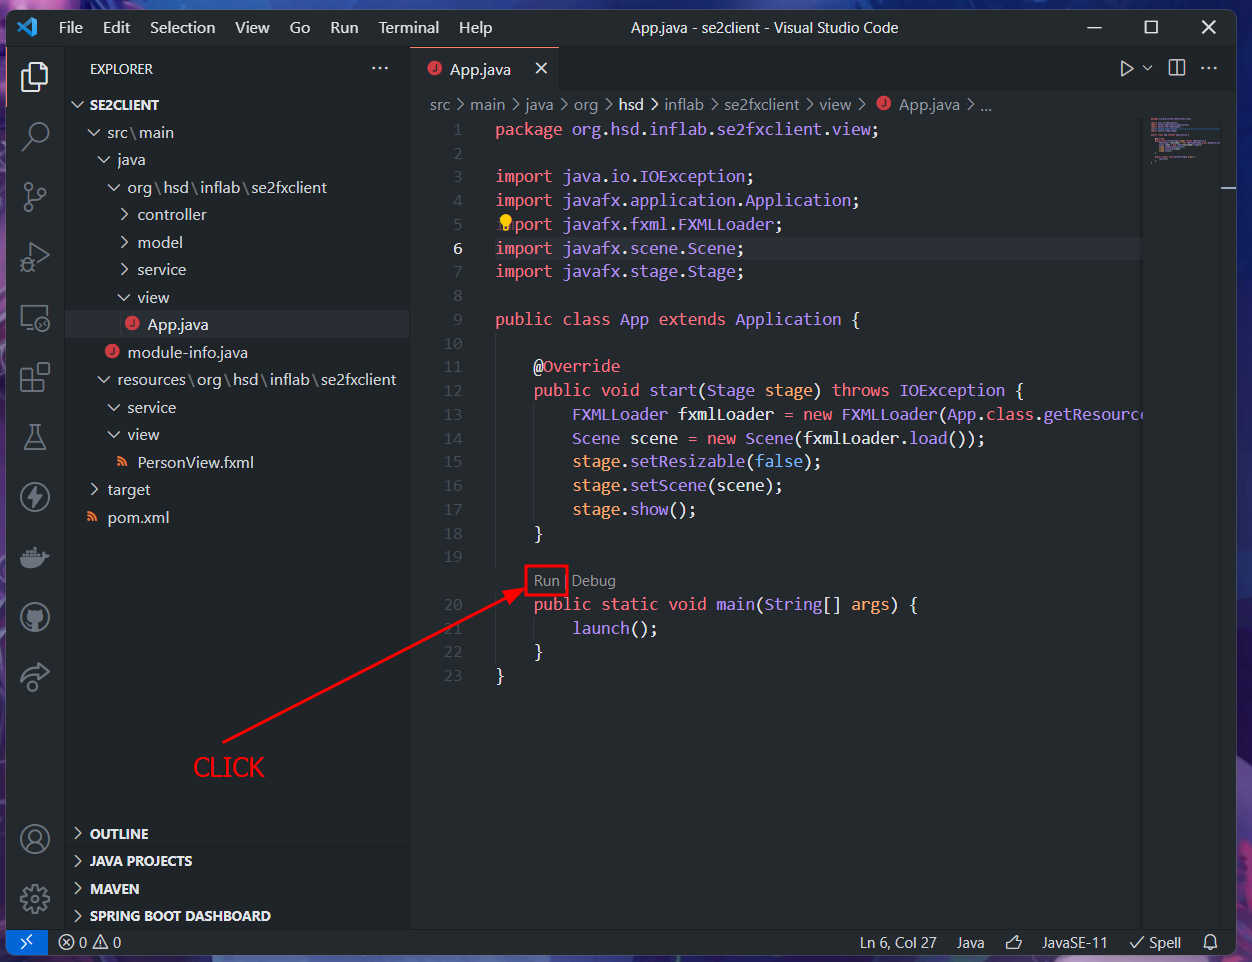 File Edit Selection View Go Run Terminal Help App.java - se2client - Visual Studio Code
EXPLORER
SE2CLIENT
src\main
java
org\hsd\inflab\se2fxclient
controller
model
service
view
App.java
module-info.java
resources\org\hsd\inflab\se2fxclient
service
view
PersonView.fxml
target
pom.xml
OUTLINE
JAVA PROJECTS
MAVEN
SPRING BOOT DASHBOARD
App.java
src > main > java > org > hsd > inflab > se2fxclient > view > App.java > ...
1 package org.hsd.inflab.se2fxclient.view;
2
3 import java.io.IOException;
4 import javafx.application.Application;
5 import javafx.fxml.FXMLLoader;
6 import javafx.scene.Scene;
7 import javafx.stage.Stage;
8
9 public class App extends Application {
10
11 @Override
12 public void start(Stage stage) throws IOException {
13 FXMLLoader fxmlLoader = new FXMLLoader(App.class.getResourc
14 Scene scene = new Scene(fxmlLoader.load());
15 stage.setResizable(false);
16 stage.setScene(scene);
17 stage.show();
18 }
19
Run | Debug
20 public static void main(String[] args) {
21 launch();
22 }
23 }
CLICK
0 0 Ln 6, Col 27 Java JavaSE-11 Spell